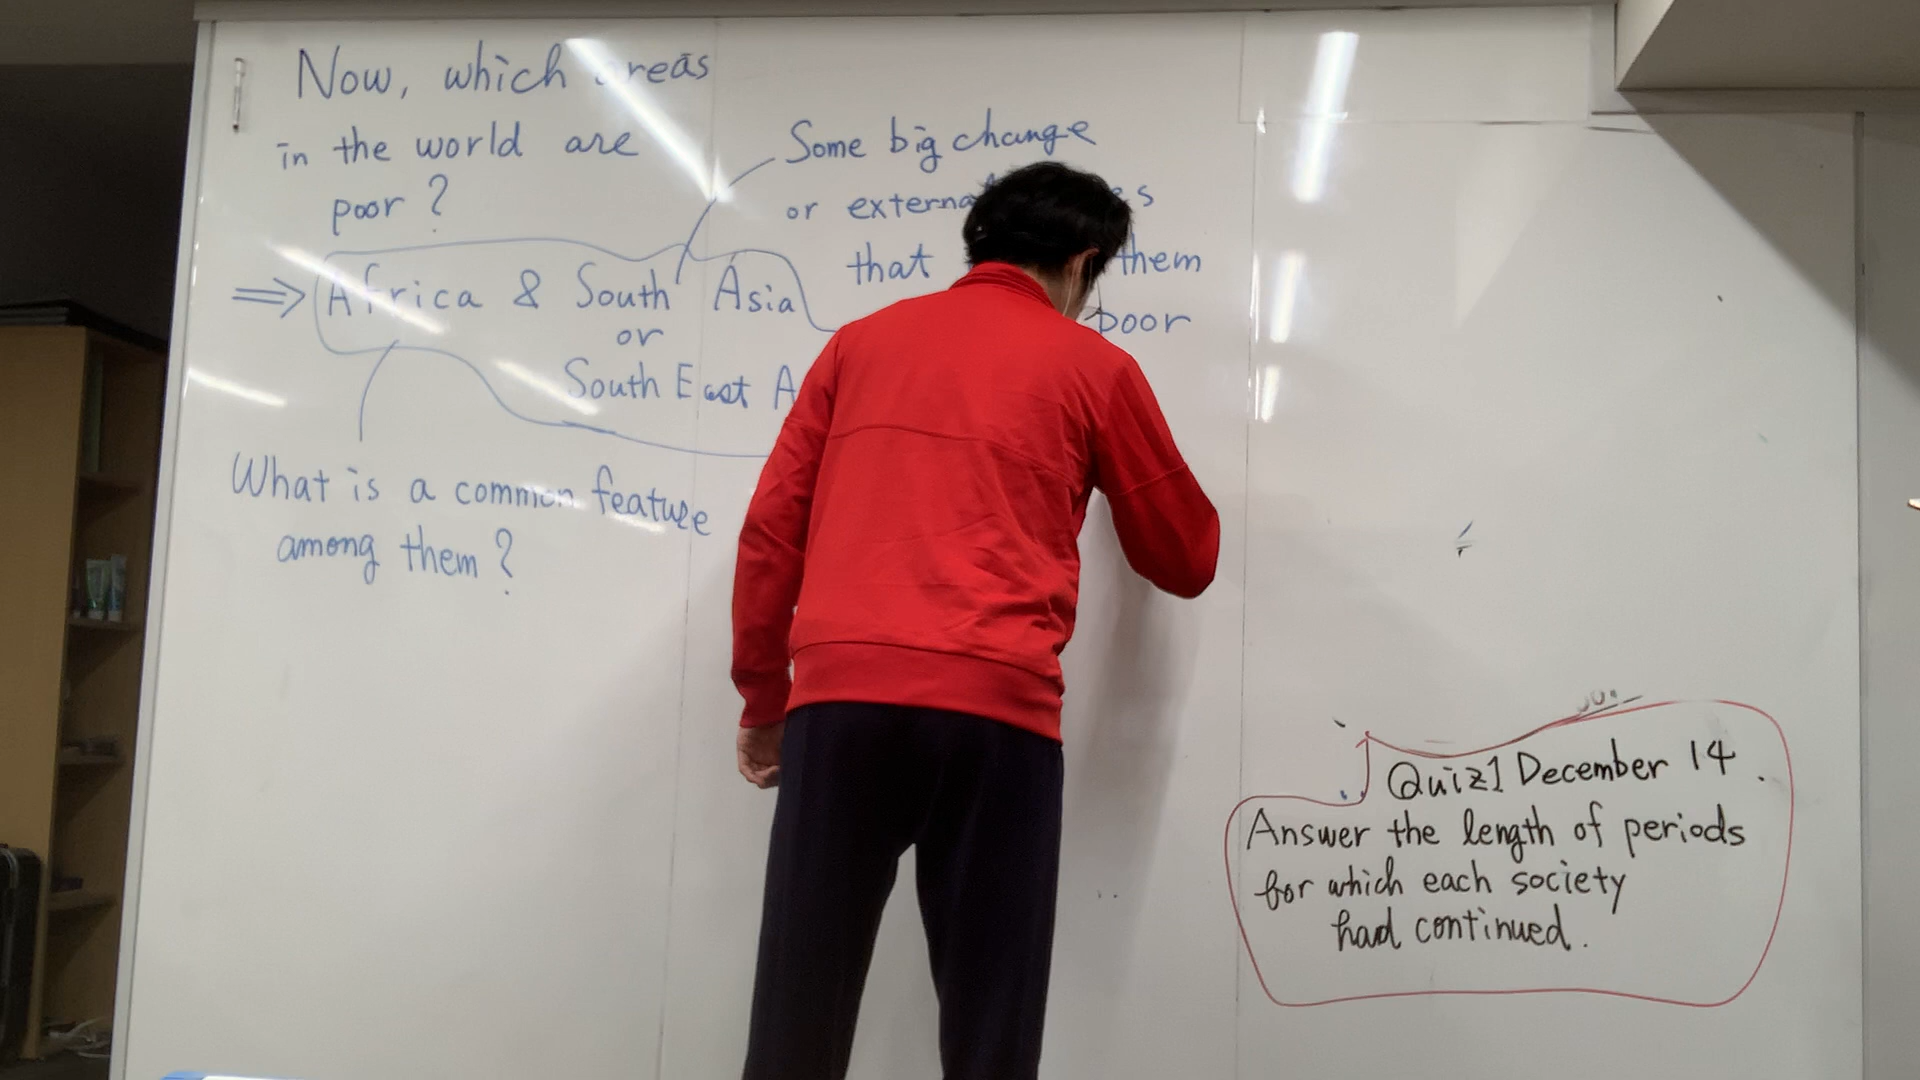 Now, which areas
in the world are
poor?
⇒ Africa & South Asia
or
South East A
What is a common feature
among them?
Some big change
or externa s
that them
poor
Quiz1 December 14.
Answer the length of periods
for which each society
had continued.